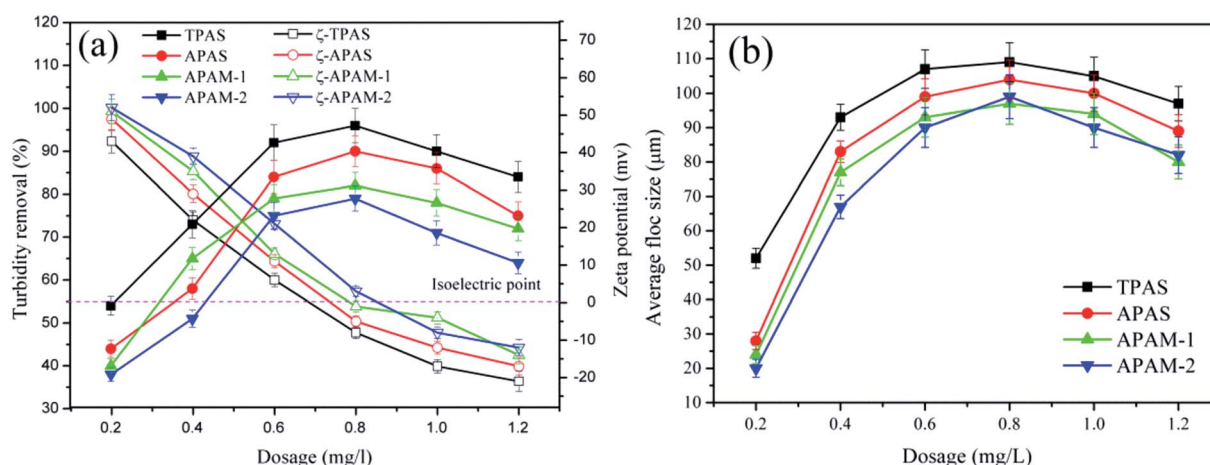 (a)
TPAS
APAS
APAM-1
APAM-2
ζ-TPAS
ζ-APAS
ζ-APAM-1
ζ-APAM-2
Turbidity removal (%)
120
110
100
90
80
70
60
50
40
30
0.2 0.4 0.6 0.8 1.0 1.2
Dosage (mg/l)
Isoelectric point
70
60
50
40
30
20
10
0
-10
-20
Zeta potential (mv)
(b)
Average floc size (μm)
120
110
100
90
80
70
60
50
40
30
20
10
0.2 0.4 0.6 0.8 1.0 1.2
Dosage (mg/L)
TPAS
APAS
APAM-1
APAM-2